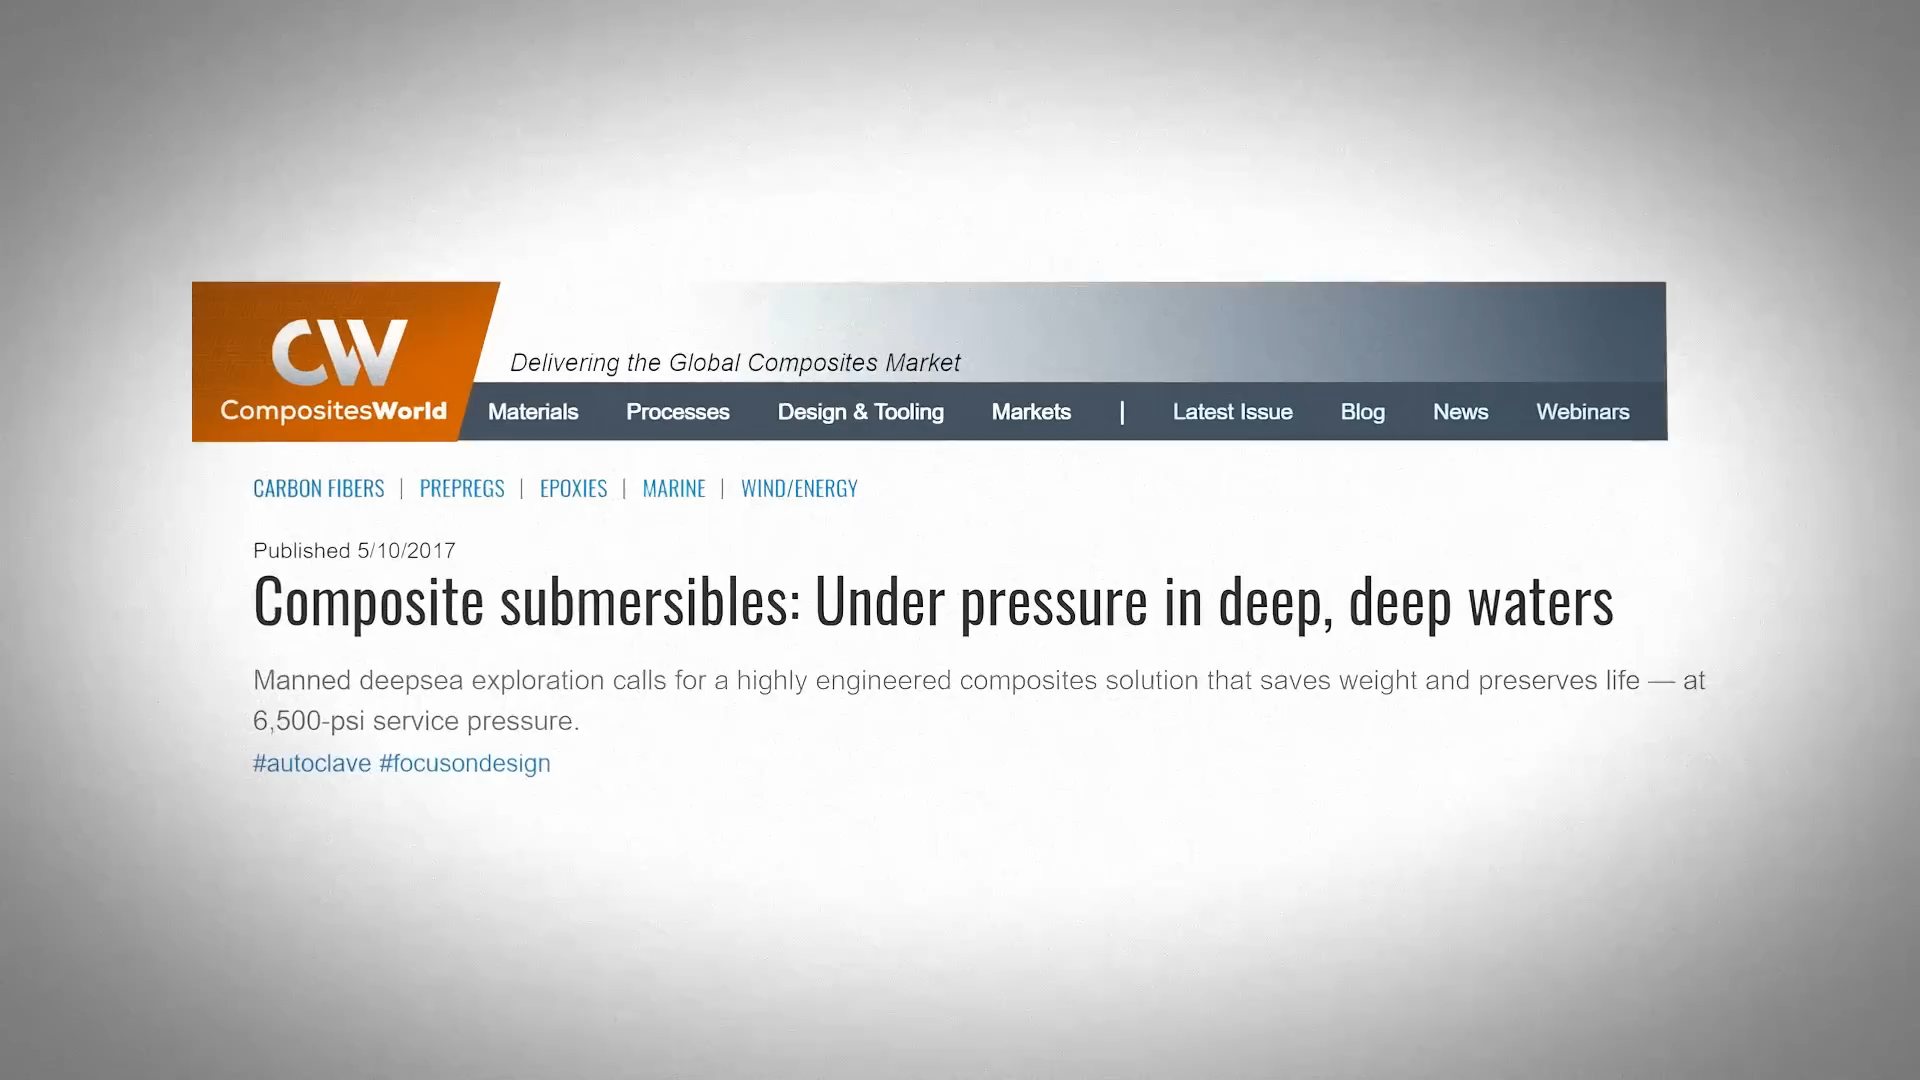 CW
CompositesWorld
Delivering the Global Composites Market
Materials Processes Design & Tooling Markets | Latest Issue Blog News Webinars
CARBON FIBERS | PREPREGS | EPOXIES | MARINE | WIND/ENERGY
Published 5/10/2017
Composite submersibles: Under pressure in deep, deep waters
Manned deepsea exploration calls for a highly engineered composites solution that saves weight and preserves life — at
6,500-psi service pressure.
#autoclave #focusondesign